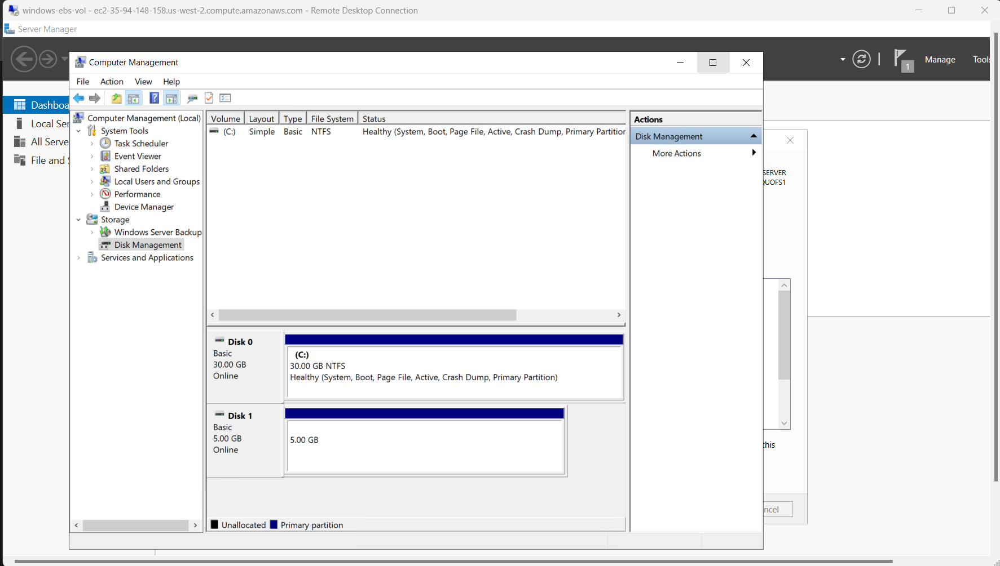 windows-ebs-vol - ec2-35-94-148-158.us-west-2.compute.amazonaws.com - Remote Desktop Connection
Server Manager
1
Manage
Tools
Dashboa
Local Ser
All Serve
File and S
Computer Management
File Action View Help
Computer Management (Local)
System Tools
Task Scheduler
Event Viewer
Shared Folders
Local Users and Groups
Performance
Device Manager
Storage
Windows Server Backup
Disk Management
Services and Applications
Volume Layout Type File System Status
(C:) Simple Basic NTFS Healthy (System, Boot, Page File, Active, Crash Dump, Primary Partition
Disk 0
Basic
30.00 GB
Online
(C:)
30.00 GB NTFS
Healthy (System, Boot, Page File, Active, Crash Dump, Primary Partition)
Disk 1
Basic
5.00 GB
Online
5.00 GB
Unallocated Primary partition
Actions
Disk Management
More Actions
SERVER
QUOFS1
this
ncel